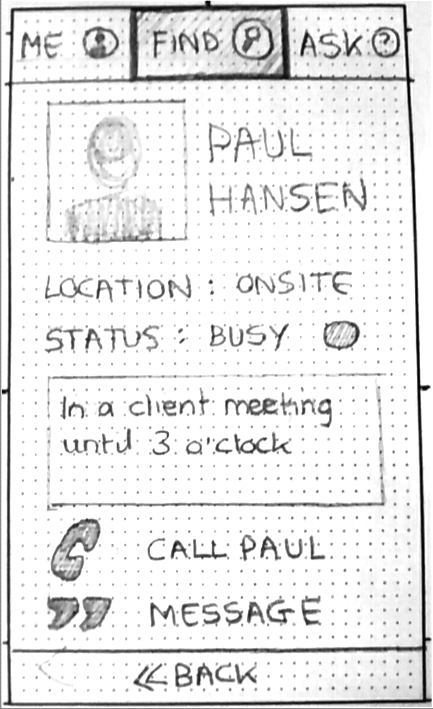 ME FIND ASK ?
PAUL
HANSEN
LOCATION : ONSITE
STATUS : BUSY
In a client meeting
until 3 o'clock
CALL PAUL
MESSAGE
<< BACK